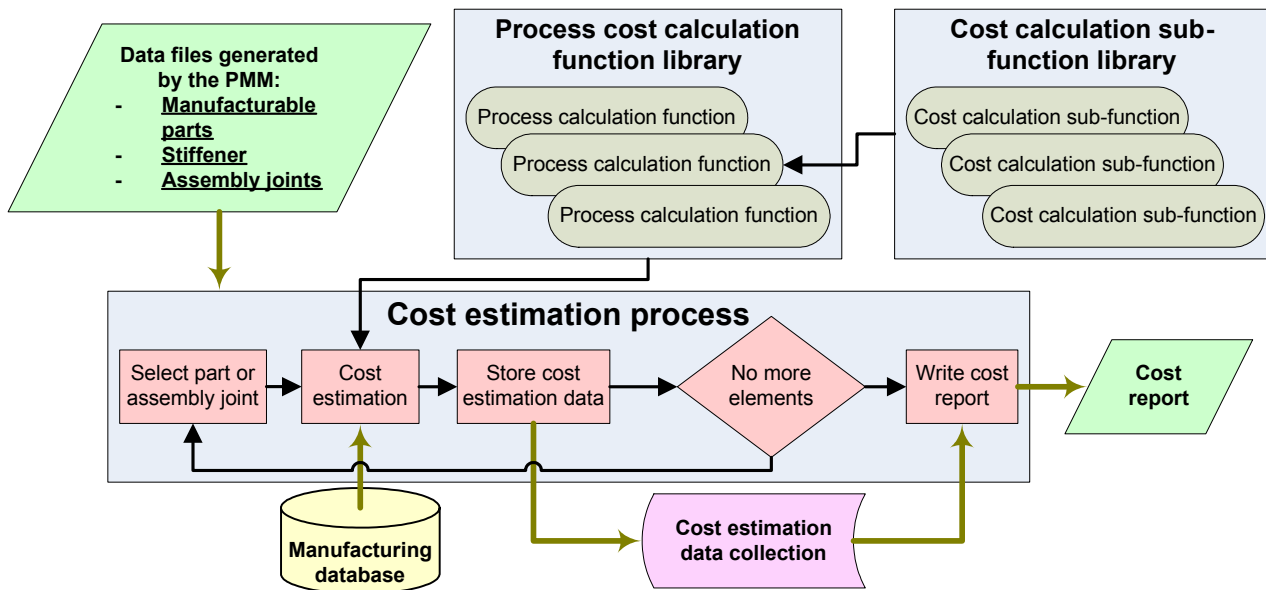 Data files generated
by the PMM:
- Manufacturable
parts
- Stiffener
- Assembly joints
Process cost calculation
function library
Process calculation function
Process calculation function
Process calculation function
Cost calculation sub-
function library
Cost calculation sub-function
Cost calculation sub-function
Cost calculation sub-function
Cost estimation process
Select part or
assembly joint
Cost
estimation
Store cost
estimation data
No more
elements
Write cost
report
Cost
report
Manufacturing
database
Cost estimation
data collection